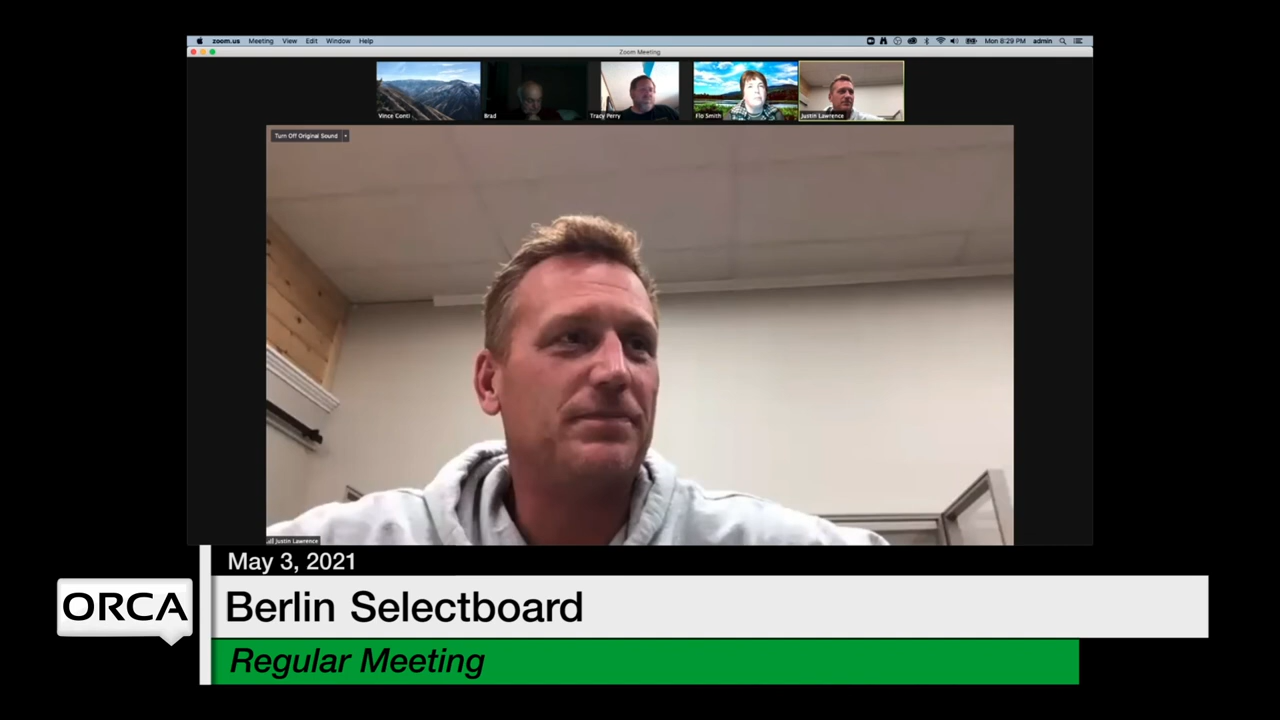 zoom.us Meeting View Edit Window Help Mon 8:29 PM admin
Zoom Meeting
Vince Conti Brad Tracy Perry Flo Smith Justin Lawrence
Turn Off Original Sound
Justin Lawrence
May 3, 2021
ORCA
Berlin Selectboard
Regular Meeting